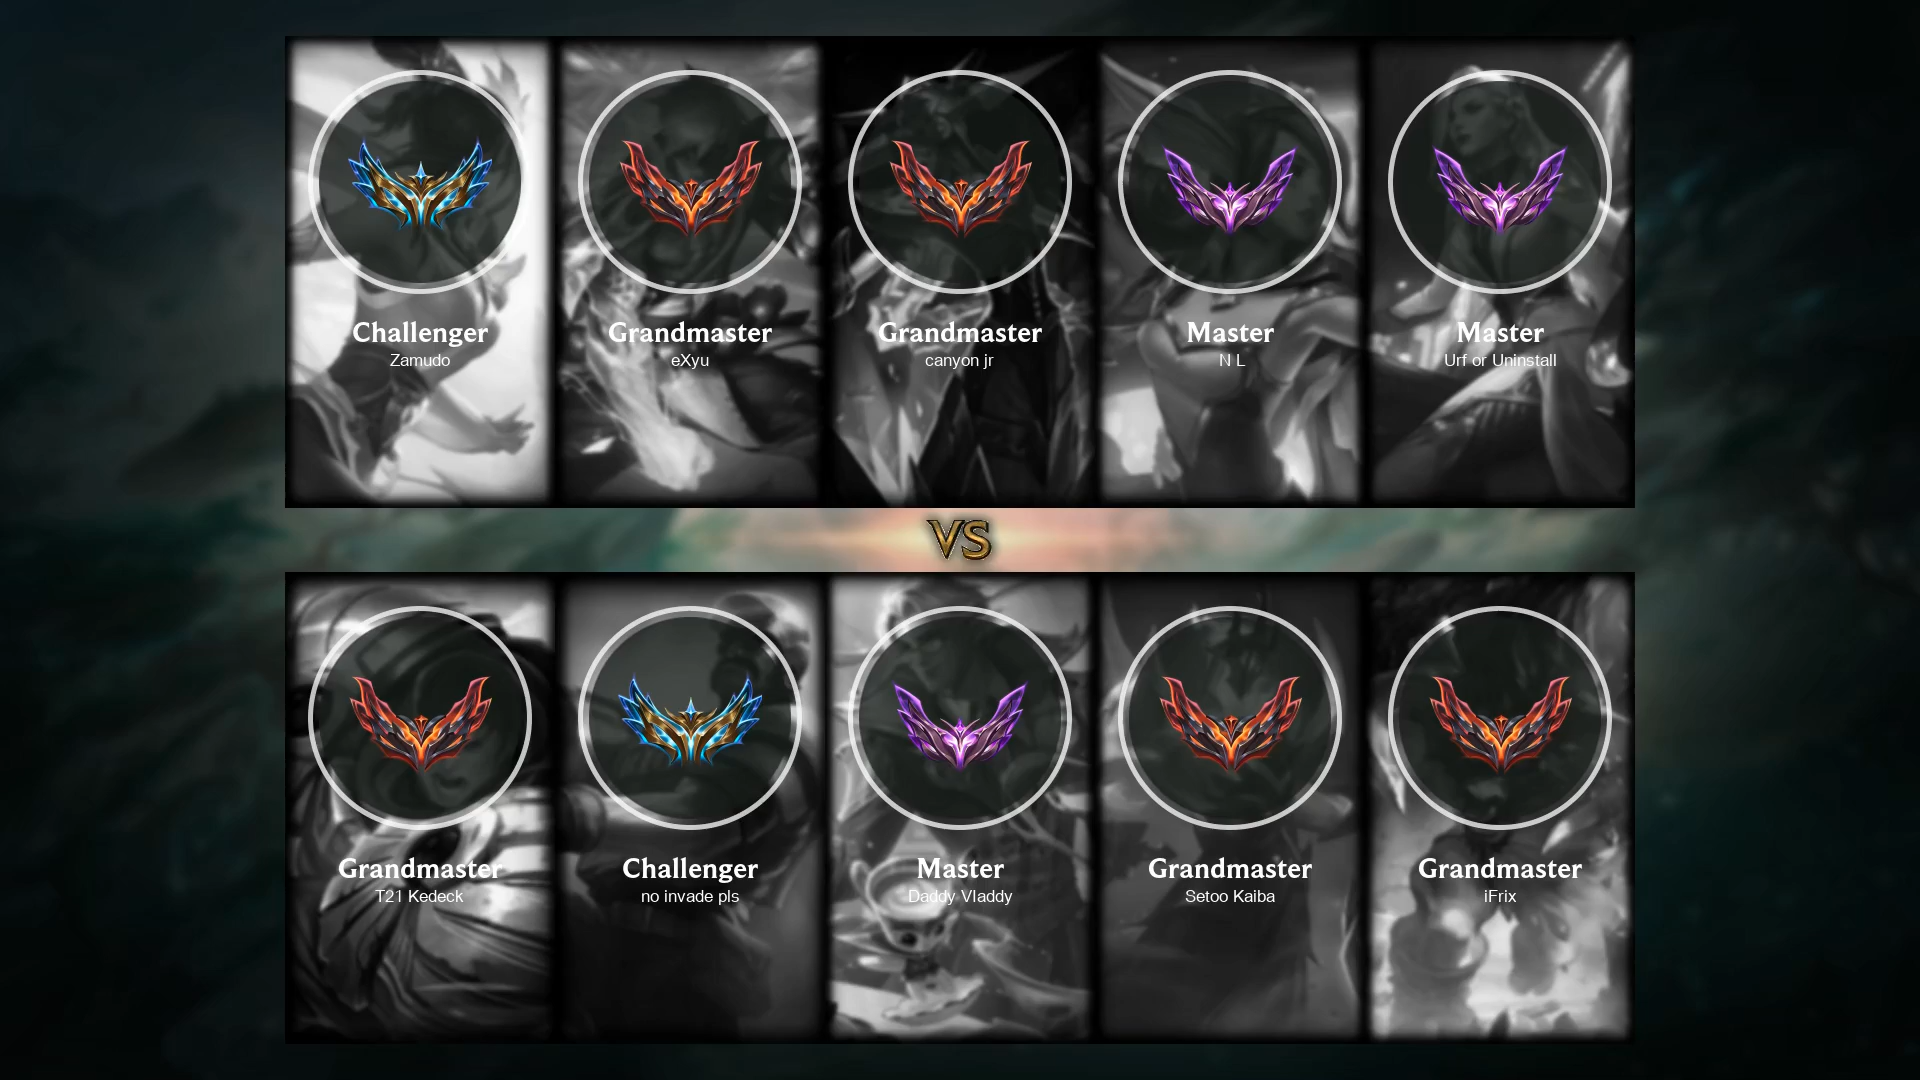 Challenger
Zamudo
Grandmaster
eXyu
Grandmaster
canyon jr
Master
N L
Master
Urf or Uninstall
VS
Grandmaster
T21 Kedeck
Challenger
no invade pls
Master
Daddy Vladdy
Grandmaster
Setoo Kaiba
Grandmaster
iFrix